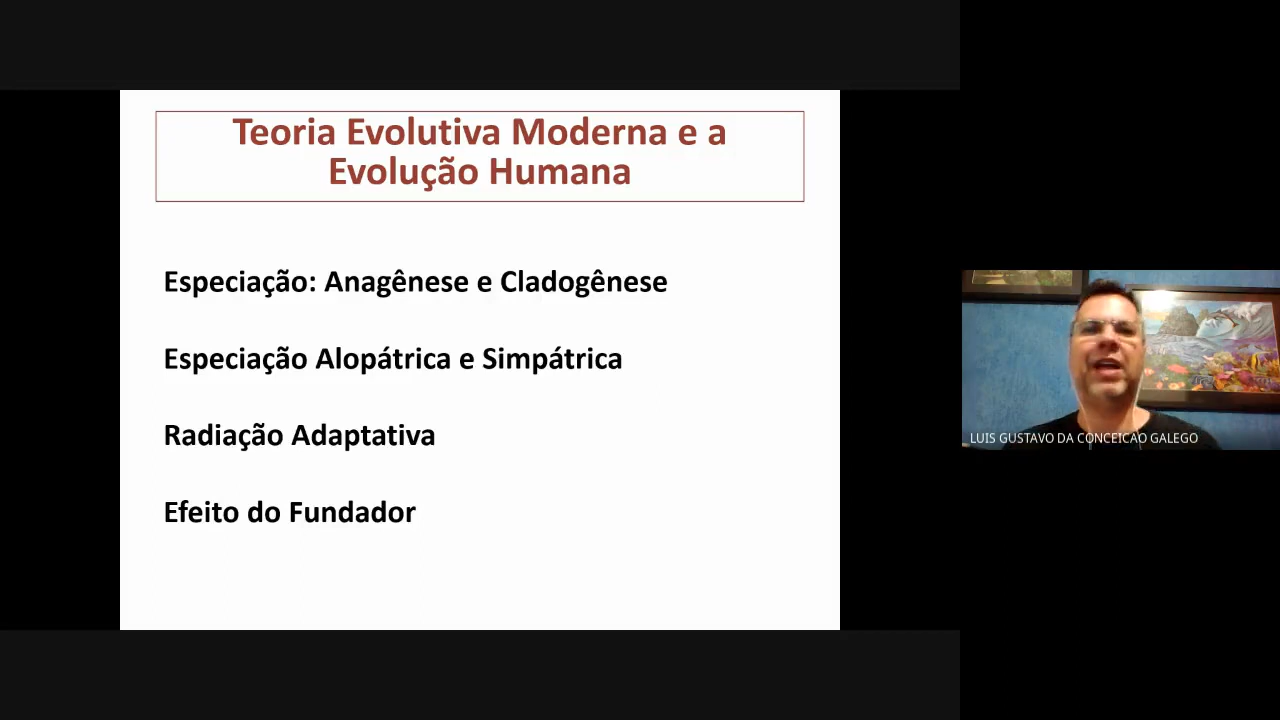 Teoria Evolutiva Moderna e a
Evolução Humana
Especiação: Anagênese e Cladogênese
Especiação Alopátrica e Simpátrica
Radiação Adaptativa
Efeito do Fundador
LUIS GUSTAVO DA CONCEICAO GALEGO